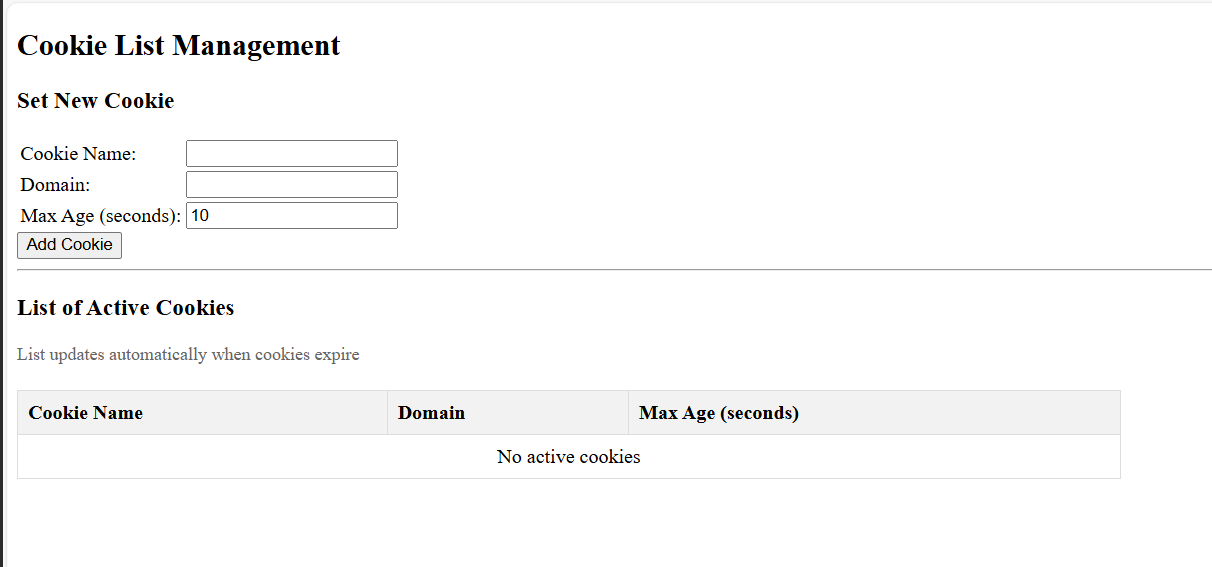 Cookie List Management
Set New Cookie
Cookie Name:
Domain:
Max Age (seconds): 10
Add Cookie
List of Active Cookies
List updates automatically when cookies expire
Cookie Name Domain Max Age (seconds)
No active cookies